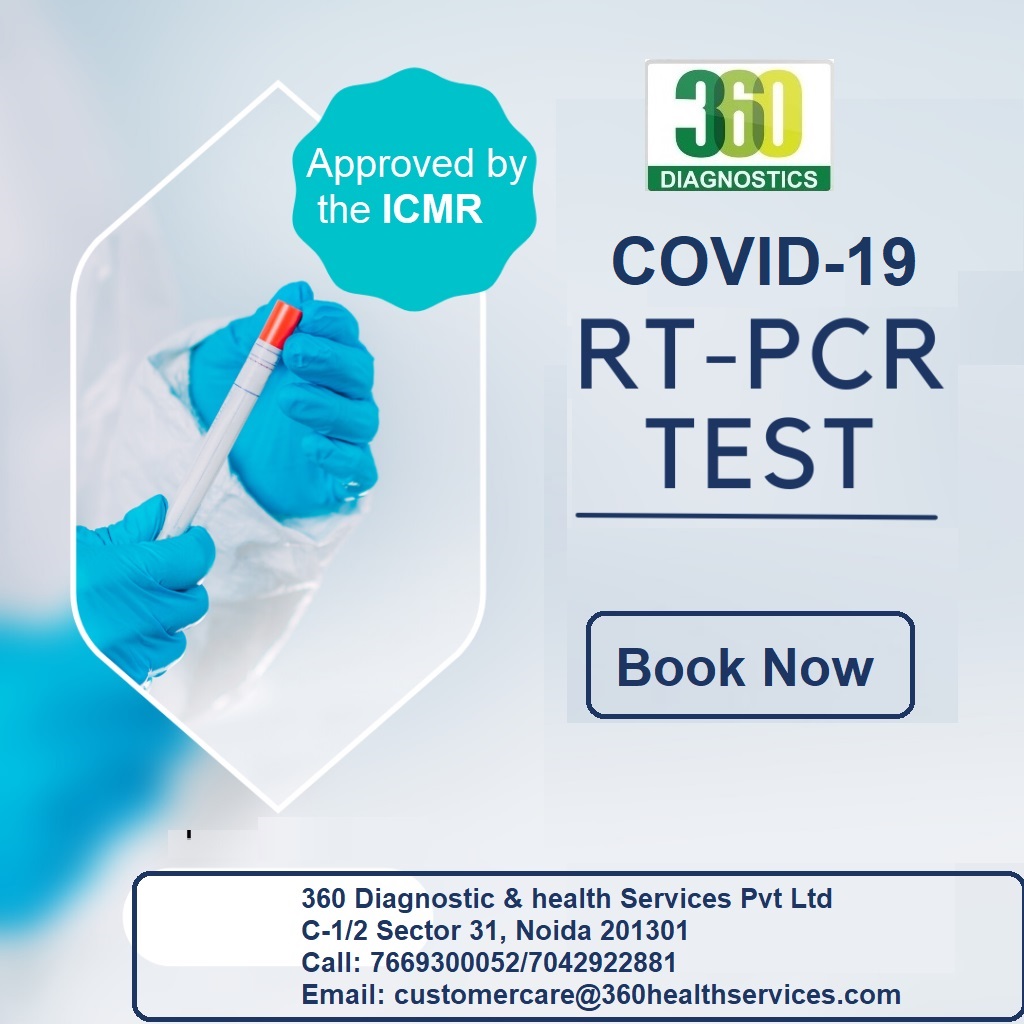 Approved by
the ICMR
360
DIAGNOSTICS
COVID-19
RT-PCR
TEST
Book Now
360 Diagnostic & health Services Pvt Ltd
C-1/2 Sector 31, Noida 201301
Call: 7669300052/7042922881
Email: customercare@360healthservices.com